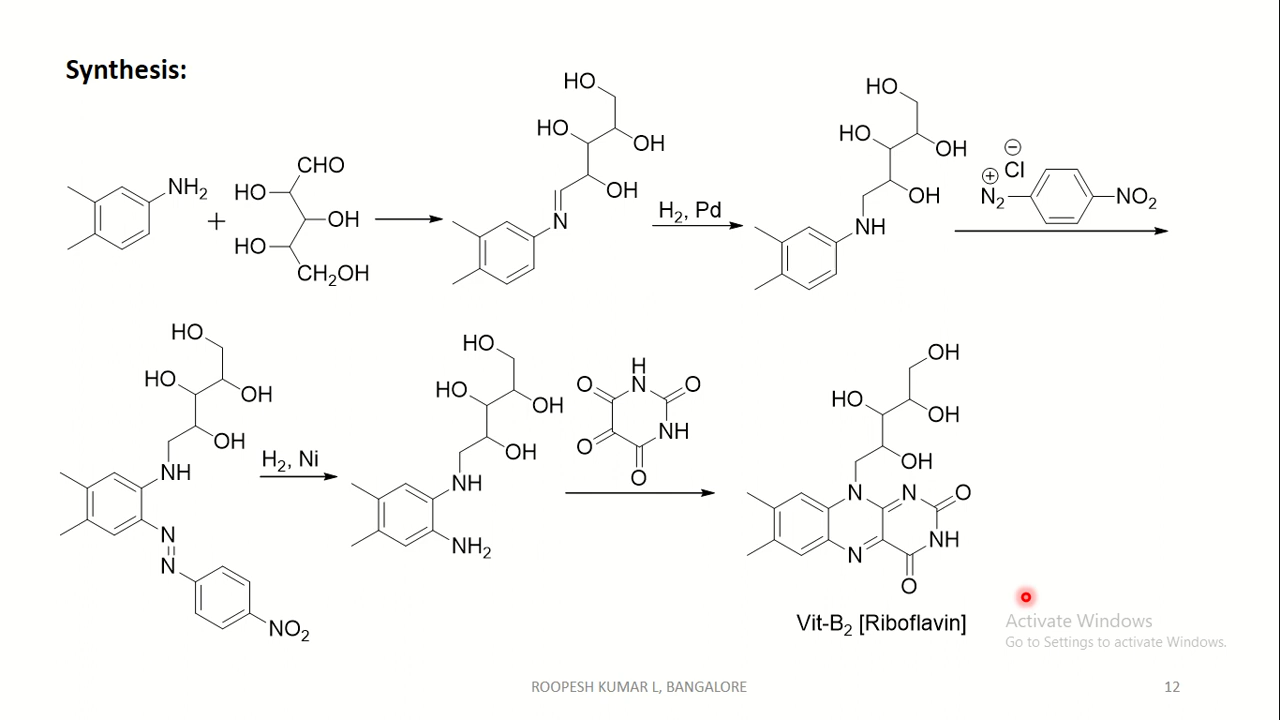 Synthesis:
NH2
+
CHO
HO
OH
HO
CH2OH
HO
HO
OH
OH
N
H2, Pd
HO
HO
OH
OH
NH
⊖
Cl
⊕
N2
NO2
HO
HO
OH
OH
NH
N
N
NO2
H2, Ni
HO
HO
OH
OH
NH
NH2
H
O
N
O
NH
O
O
OH
HO
OH
OH
N
N
O
NH
N
O
Vit-B2 [Riboflavin]
Activate Windows
Go to Settings to activate Windows.
ROOPESH KUMAR L, BANGALORE
12